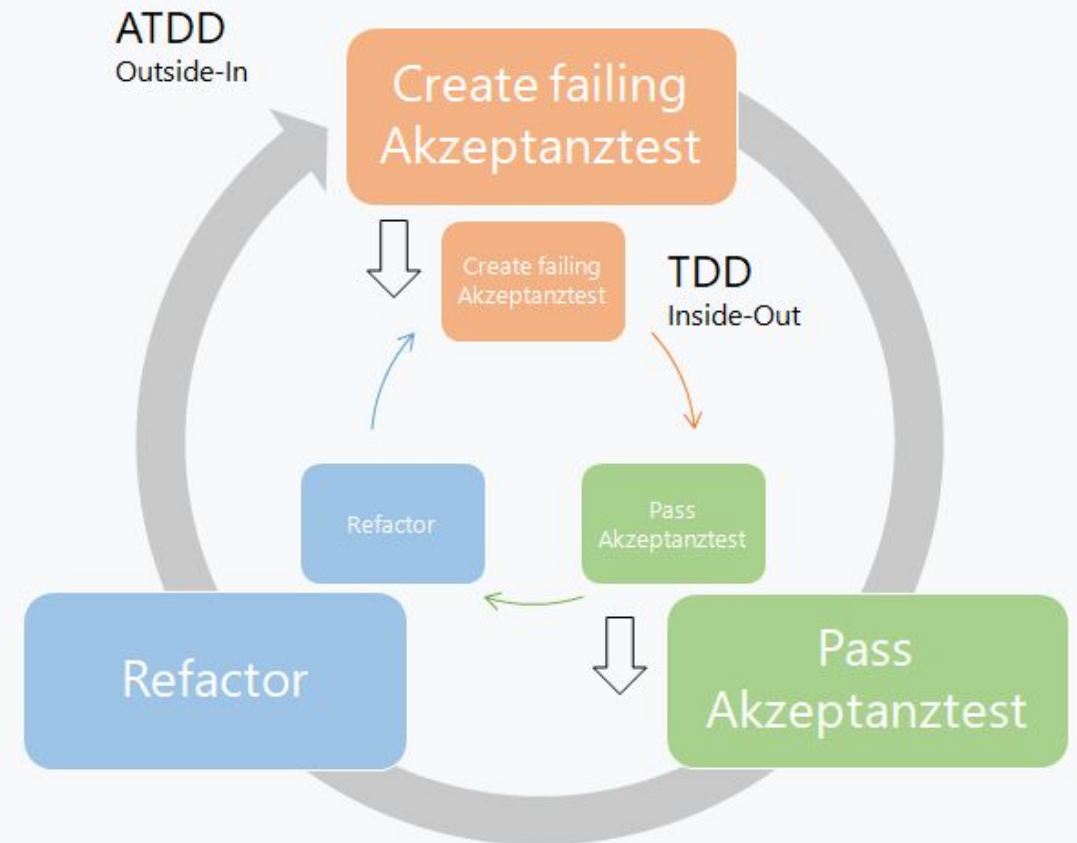 ATDD
Outside-In
Create failing
Akzeptanztest
Create failing
Akzeptanztest
TDD
Inside-Out
Refactor
Pass
Akzeptanztest
Refactor
Pass
Akzeptanztest